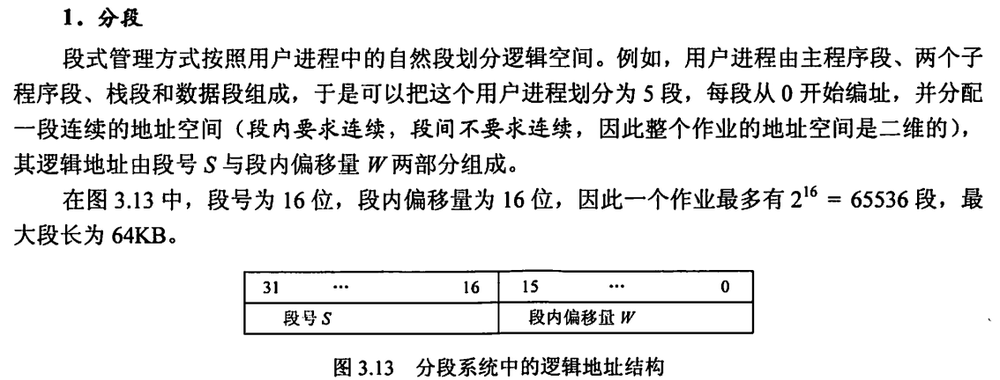 1．分段
段式管理方式按照用户进程中的自然段划分逻辑空间。例如，用户进程由主程序段、两个子
程序段、栈段和数据段组成，于是可以把这个用户进程划分为 5 段，每段从 0 开始编址，并分配
一段连续的地址空间（段内要求连续，段间不要求连续，因此整个作业的地址空间是二维的），
其逻辑地址由段号 S 与段内偏移量 W 两部分组成。
在图 3.13 中，段号为 16 位，段内偏移量为 16 位，因此一个作业最多有 2¹⁶ = 65536 段，最
大段长为 64KB。
31 … 16 15 … 0
段号 S 段内偏移量 W
图 3.13 分段系统中的逻辑地址结构